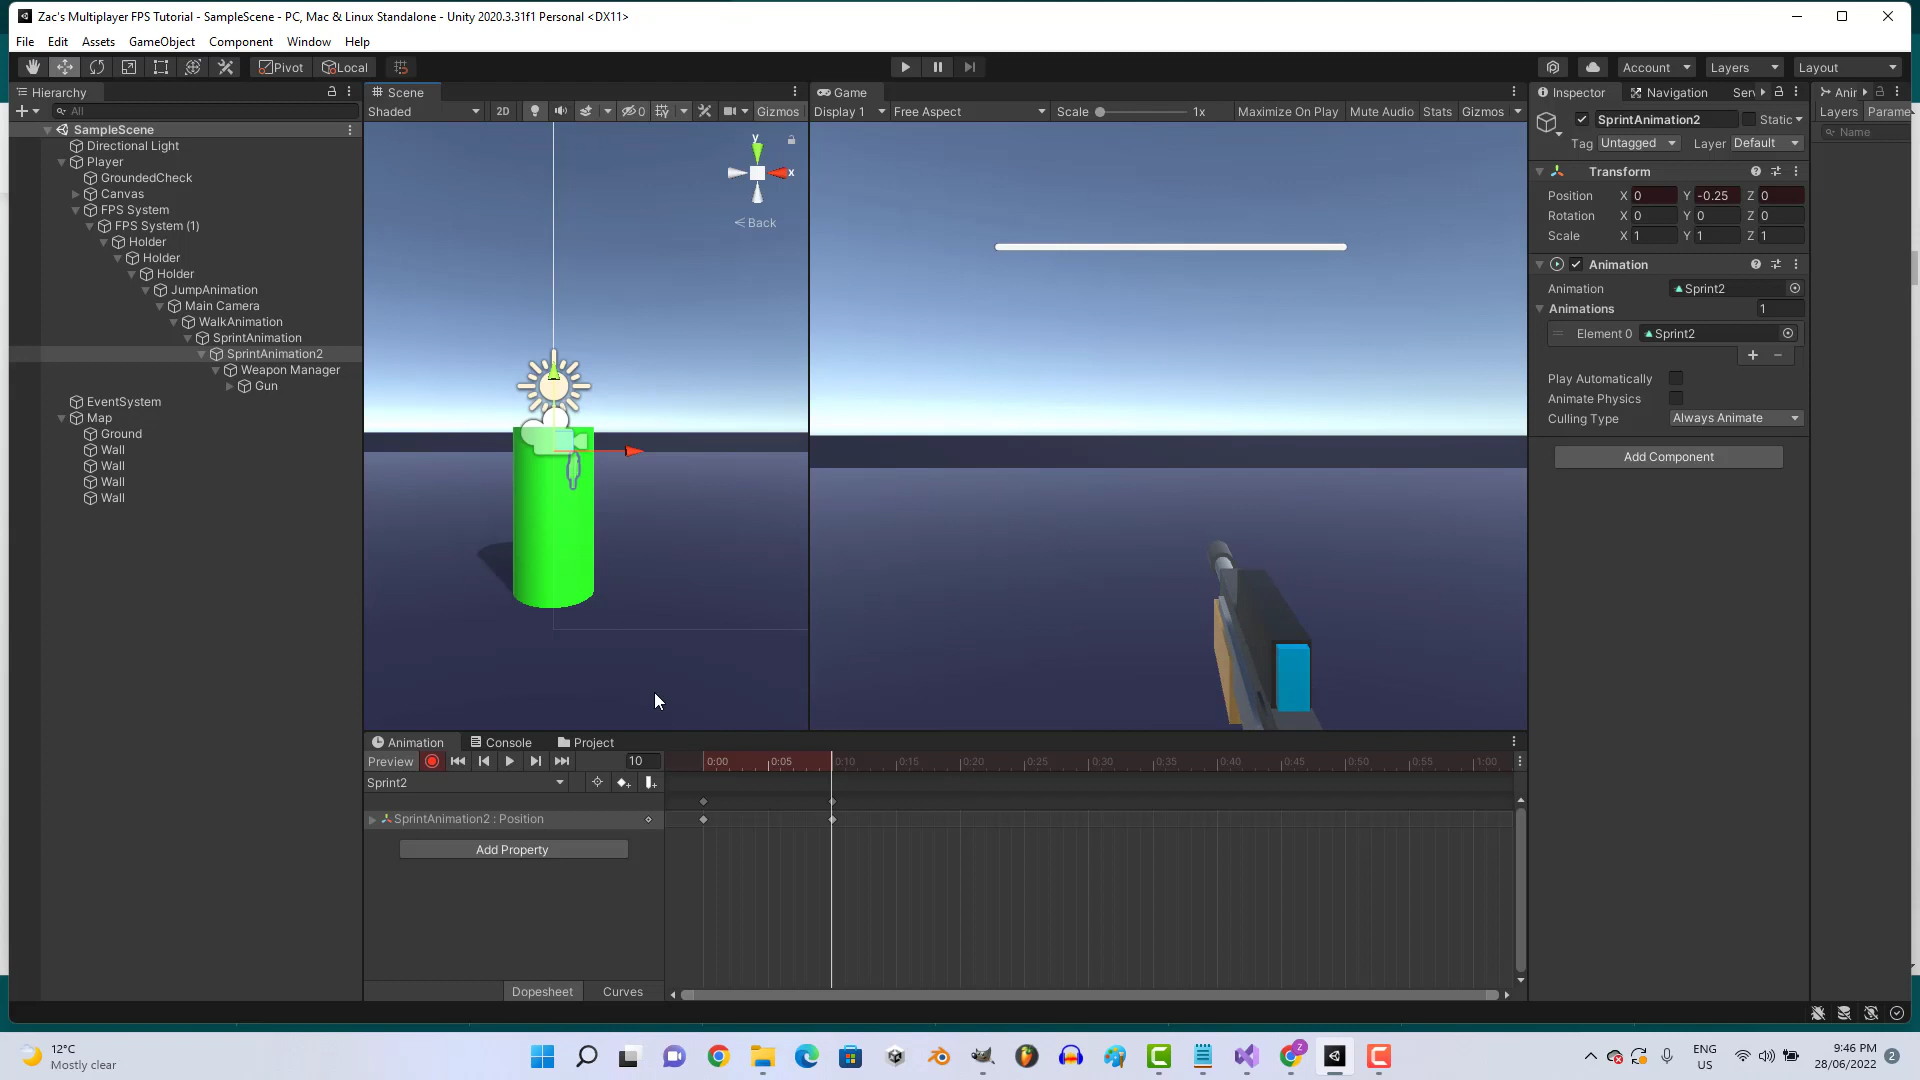 Zac's Multiplayer FPS Tutorial - SampleScene - PC, Mac & Linux Standalone - Unity 2020.3.31f1 Personal <DX11>
File Edit Assets GameObject Component Window Help
Pivot Local Account Layers Layout
Hierarchy
All
SampleScene
Directional Light
Player
GroundedCheck
Canvas
FPS System
FPS System (1)
Holder
Holder
Holder
JumpAnimation
Main Camera
WalkAnimation
SprintAnimation
SprintAnimation2
Weapon Manager
Gun
EventSystem
Map
Ground
Wall
Wall
Wall
Wall
Scene
Shaded 2D 0 Gizmos
y
x
Back
Game
Display 1 Free Aspect Scale 1x Maximize On Play Mute Audio Stats Gizmos
Animation Console Project
Preview 10 0:00 0:05 0:10 0:15 0:20 0:25 0:30 0:35 0:40 0:45 0:50 0:55 1:00
Sprint2
SprintAnimation2 : Position
Add Property
Dopesheet Curves
Inspector Navigation Serv
SprintAnimation2 Static
Tag Untagged Layer Default
Transform
Position X 0 Y -0.25 Z 0
Rotation X 0 Y 0 Z 0
Scale X 1 Y 1 Z 1
Animation
Animation Sprint2
Animations 1
Element 0 Sprint2
Play Automatically
Animate Physics
Culling Type Always Animate
Add Component
Anir
Layers Parame
Name
12°C
Mostly clear
ENG
US
9:46 PM
28/06/2022
2